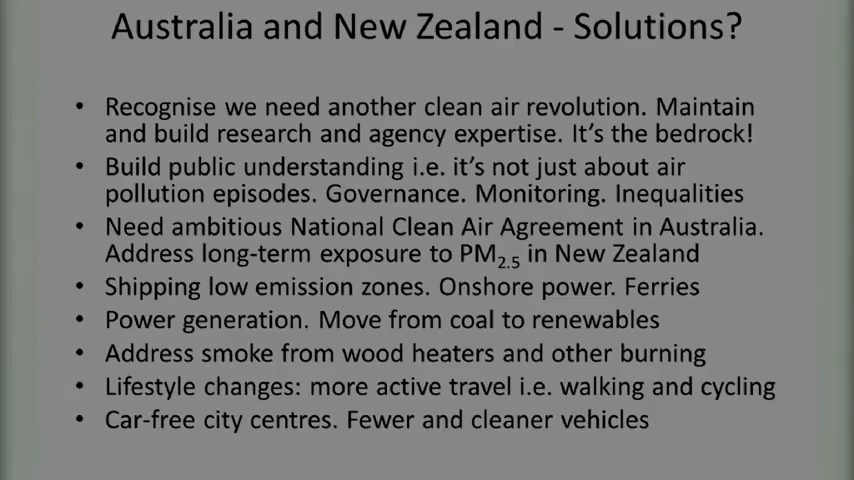 Australia and New Zealand - Solutions?
• Recognise we need another clean air revolution. Maintain
and build research and agency expertise. It's the bedrock!
• Build public understanding i.e. it's not just about air
pollution episodes. Governance. Monitoring. Inequalities
• Need ambitious National Clean Air Agreement in Australia.
Address long-term exposure to PM2.5 in New Zealand
• Shipping low emission zones. Onshore power. Ferries
• Power generation. Move from coal to renewables
• Address smoke from wood heaters and other burning
• Lifestyle changes: more active travel i.e. walking and cycling
• Car-free city centres. Fewer and cleaner vehicles